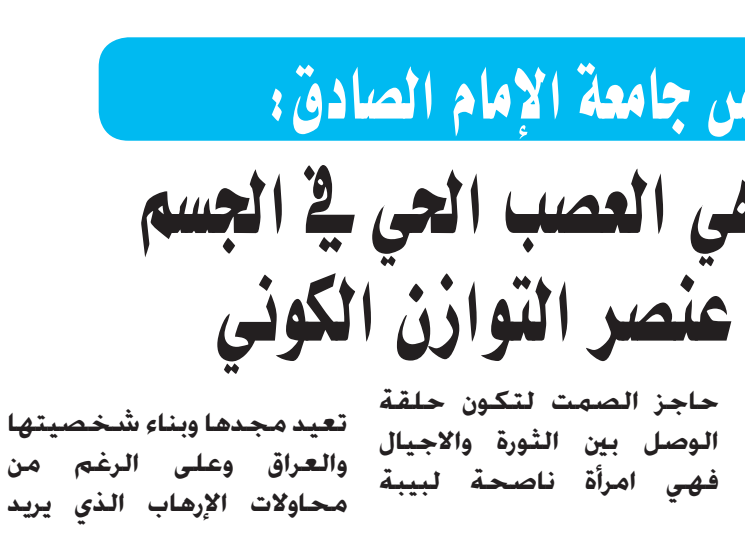 جامعة الإمام الصادق:
هي العصب الحي في الجسم
عنصر التوازن الكوني
حاجز الصمت لتكون حلقة
الوصل بين الثورة والاجيال
فهي امرأة ناصحة لبيبة
تعيد مجدها وبناء شخصيتها
والعراق وعلى الرغم من
محاولات الإرهاب الذي يريد